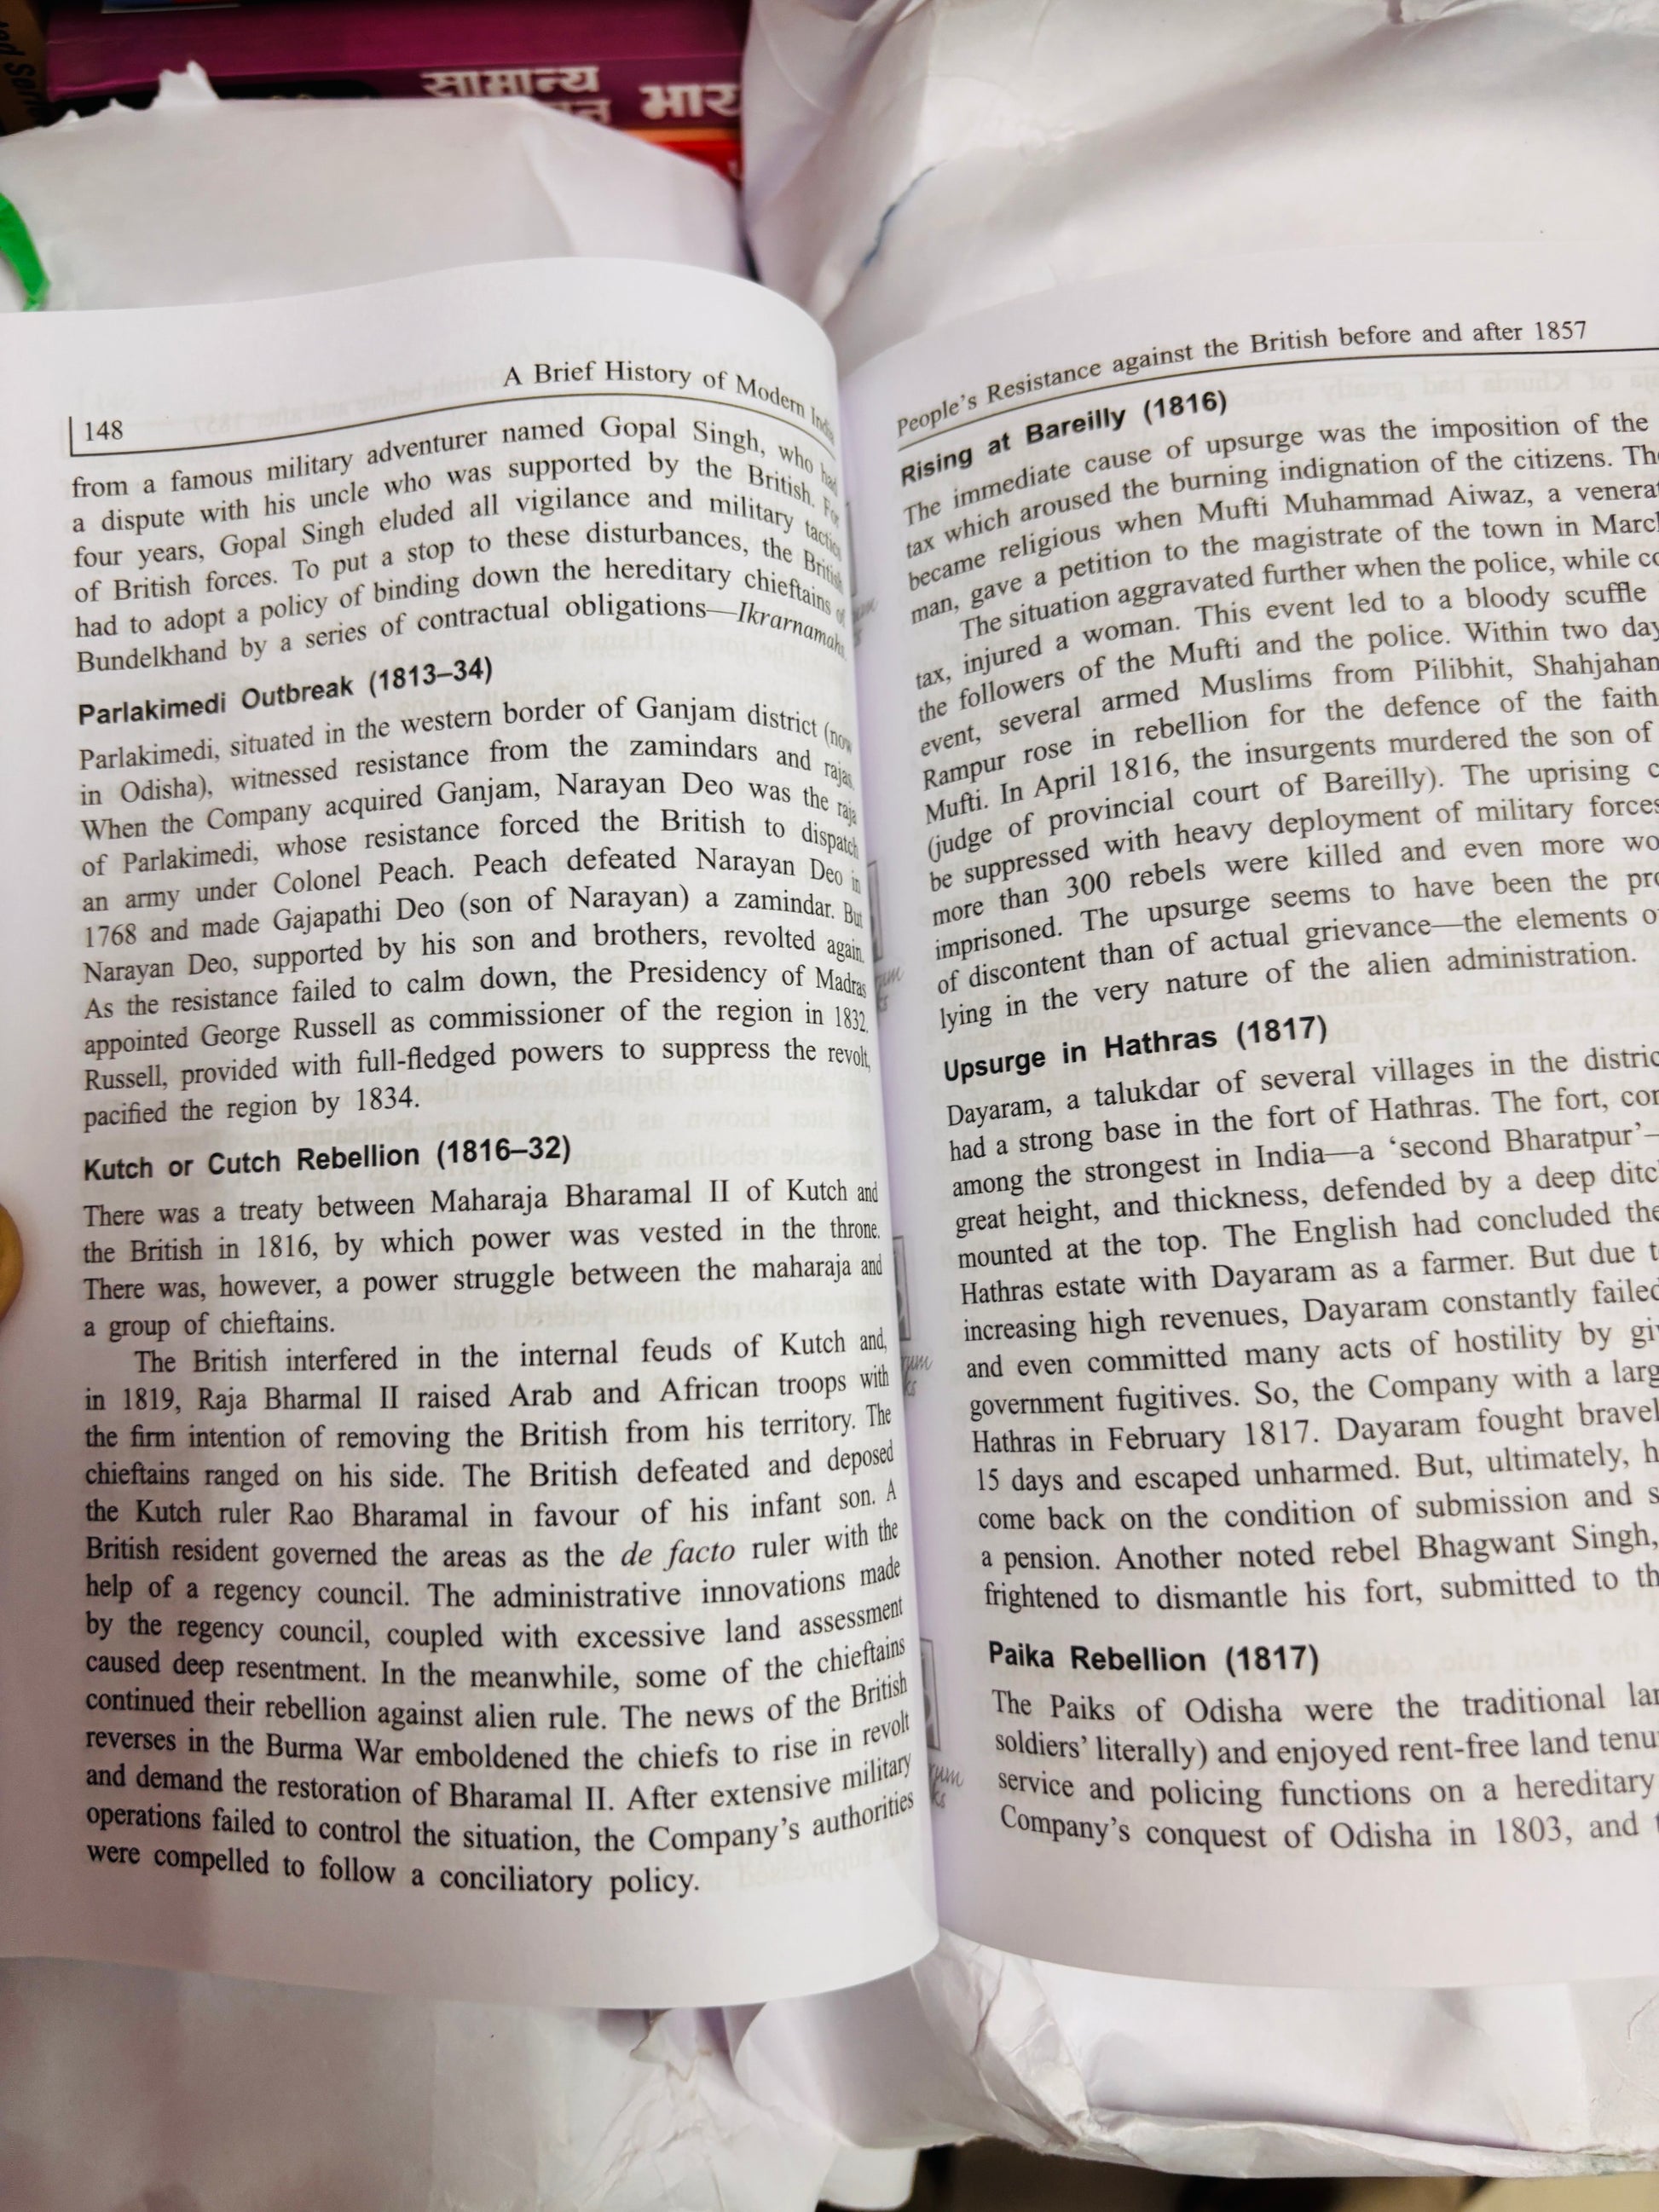 सामान्य
148
A Brief History of Modern India
from a famous military adventurer named Gopal Singh, who had
a dispute with his uncle who was supported by the British. For
four years, Gopal Singh eluded all vigilance and military tactics
of British forces. To put a stop to these disturbances, the British
had to adopt a policy of binding down the hereditary chieftains of
Bundelkhand by a series of contractual obligations—Ikrarnamahs
Parlakimedi Outbreak (1813–34)
Parlakimedi, situated in the western border of Ganjam district (now
in Odisha), witnessed resistance from the zamindars and rajas.
When the Company acquired Ganjam, Narayan Deo was the raja
of Parlakimedi, whose resistance forced the British to dispatch
an army under Colonel Peach. Peach defeated Narayan Deo in
1768 and made Gajapathi Deo (son of Narayan) a zamindar. But
Narayan Deo, supported by his son and brothers, revolted again.
As the resistance failed to calm down, the Presidency of Madras
appointed George Russell as commissioner of the region in 1832.
Russell, provided with full-fledged powers to suppress the revolt,
pacified the region by 1834.
Kutch or Cutch Rebellion (1816–32)
There was a treaty between Maharaja Bharamal II of Kutch and
the British in 1816, by which power was vested in the throne.
There was, however, a power struggle between the maharaja and
a group of chieftains.
The British interfered in the internal feuds of Kutch and,
in 1819, Raja Bharmal II raised Arab and African troops with
the firm intention of removing the British from his territory. The
chieftains ranged on his side. The British defeated and deposed
the Kutch ruler Rao Bharamal in favour of his infant son. A
British resident governed the areas as the de facto ruler with the
help of a regency council. The administrative innovations made
by the regency council, coupled with excessive land assessment
caused deep resentment. In the meanwhile, some of the chieftains
continued their rebellion against alien rule. The news of the British
reverses in the Burma War emboldened the chiefs to rise in revolt
and demand the restoration of Bharamal II. After extensive military
operations failed to control the situation, the Company's authorities
were compelled to follow a conciliatory policy.
People's Resistance against the British before and after 1857
Rising at Bareilly (1816)
The immediate cause of upsurge was the imposition of the
tax which aroused the burning indignation of the citizens.
became religious when Mufti Muhammad Aiwaz, a
man, gave a petition to the magistrate of the town in
The situation aggravated further when the police, while
tax, injured a woman. This event led to a bloody scuffle
the followers of the Mufti and the police. Within two
event, several armed Muslims from Pilibhit,
Rampur rose in rebellion for the defence of the faith
Mufti. In April 1816, the insurgents murdered the son of
(judge of provincial court of Bareilly). The uprising
be suppressed with heavy deployment of military forces
more than 300 rebels were killed and even more
imprisoned. The upsurge seems to have been the
of discontent than of actual grievance—the elements
lying in the very nature of the alien administration.
Upsurge in Hathras (1817)
Dayaram, a talukdar of several villages in the
had a strong base in the fort of Hathras. The fort,
among the strongest in India—a 'second Bharatpur'—
great height, and thickness, defended by a deep
mounted at the top. The English had concluded
Hathras estate with Dayaram as a farmer. But due
increasing high revenues, Dayaram constantly failed
and even committed many acts of hostility by
government fugitives. So, the Company with a
Hathras in February 1817. Dayaram fought
15 days and escaped unharmed. But, ultimately,
come back on the condition of submission and
a pension. Another noted rebel Bhagwant Singh,
frightened to dismantle his fort, submitted to
Paika Rebellion (1817)
The Paiks of Odisha were the traditional
soldiers' literally) and enjoyed rent-free land
service and policing functions on a hereditary
Company's conquest of Odisha in 1803, and